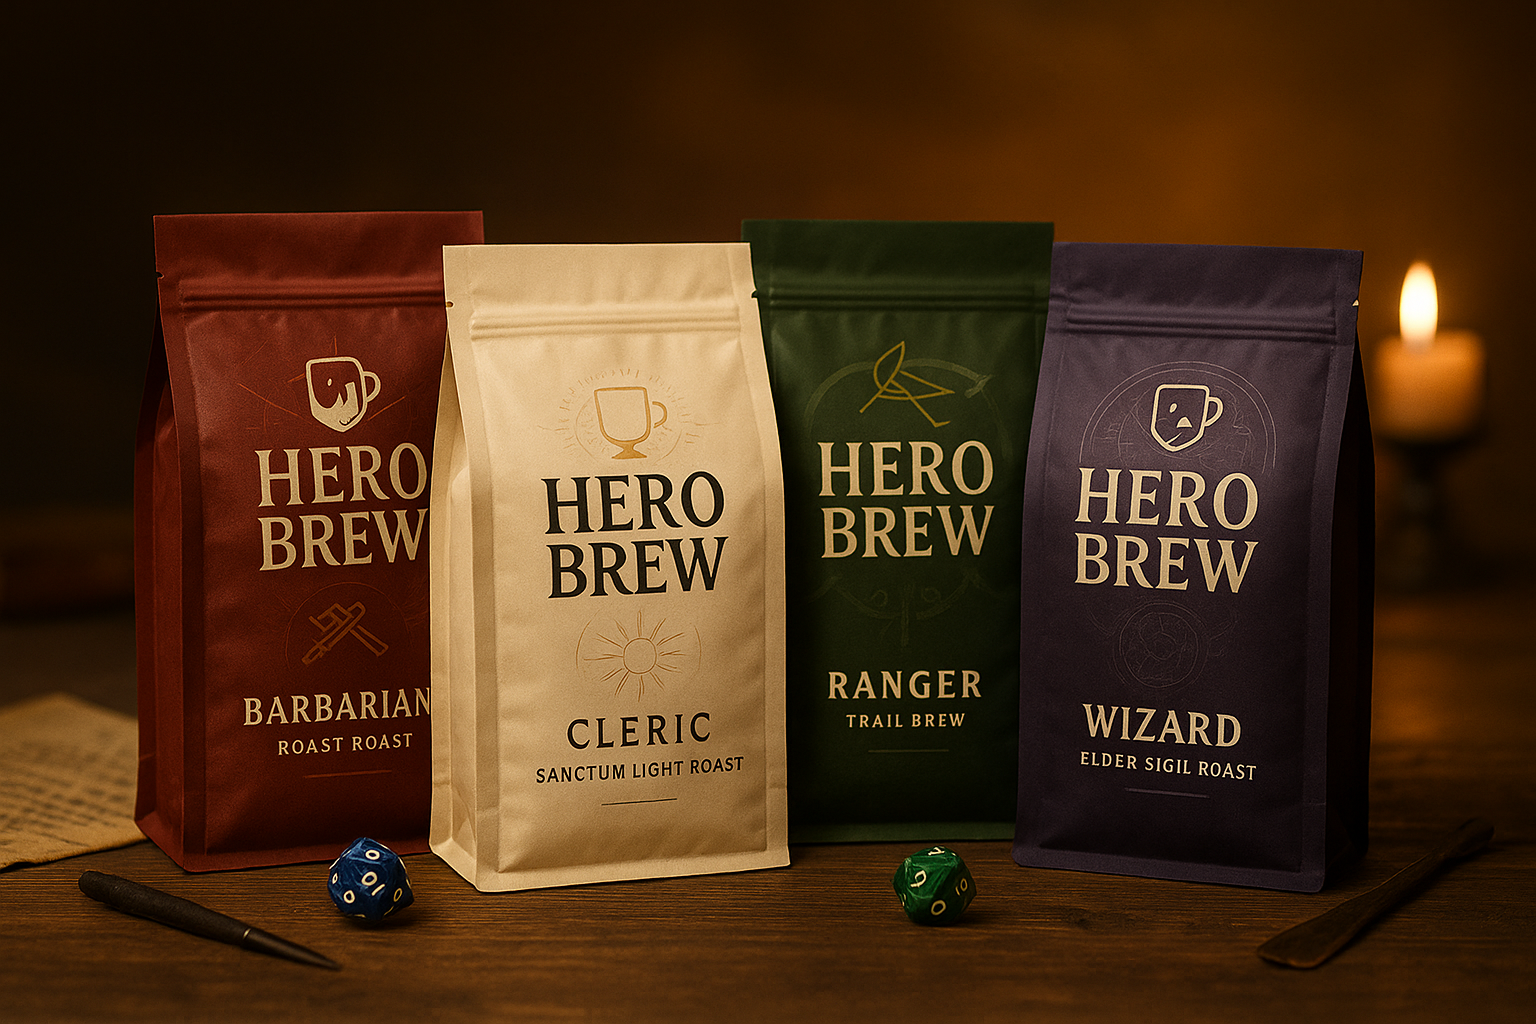 HERO
BREW
BARBARIAN
ROAST ROAST
HERO
BREW
CLERIC
SANCTUM LIGHT ROAST
HERO
BREW
RANGER
TRAIL BREW
HERO
BREW
WIZARD
ELDER SIGIL ROAST